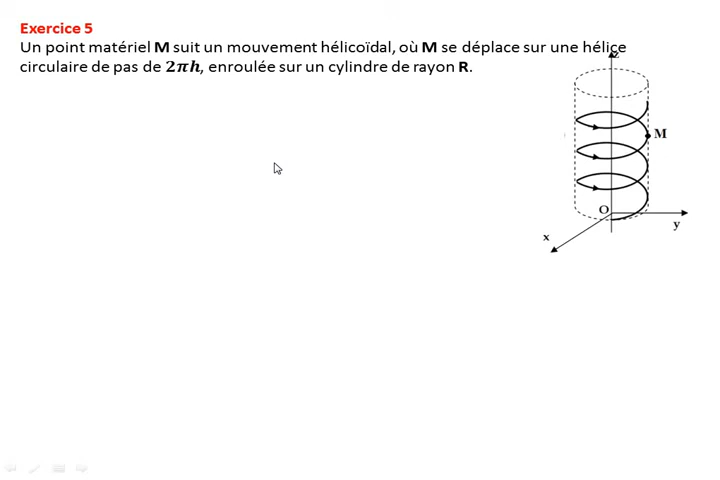 Exercice 5
Un point matériel M suit un mouvement hélicoïdal, où M se déplace sur une hélice
circulaire de pas de 2πh, enroulée sur un cylindre de rayon R.
z
M
O
x
y